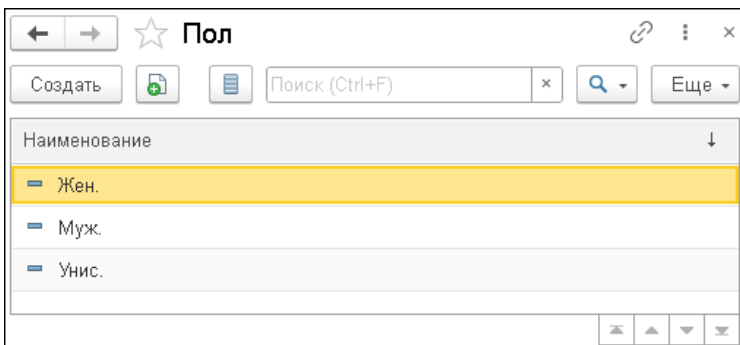 Пол
Создать Поиск (Ctrl+F) Еще
Наименование
Жен.
Муж.
Унис.